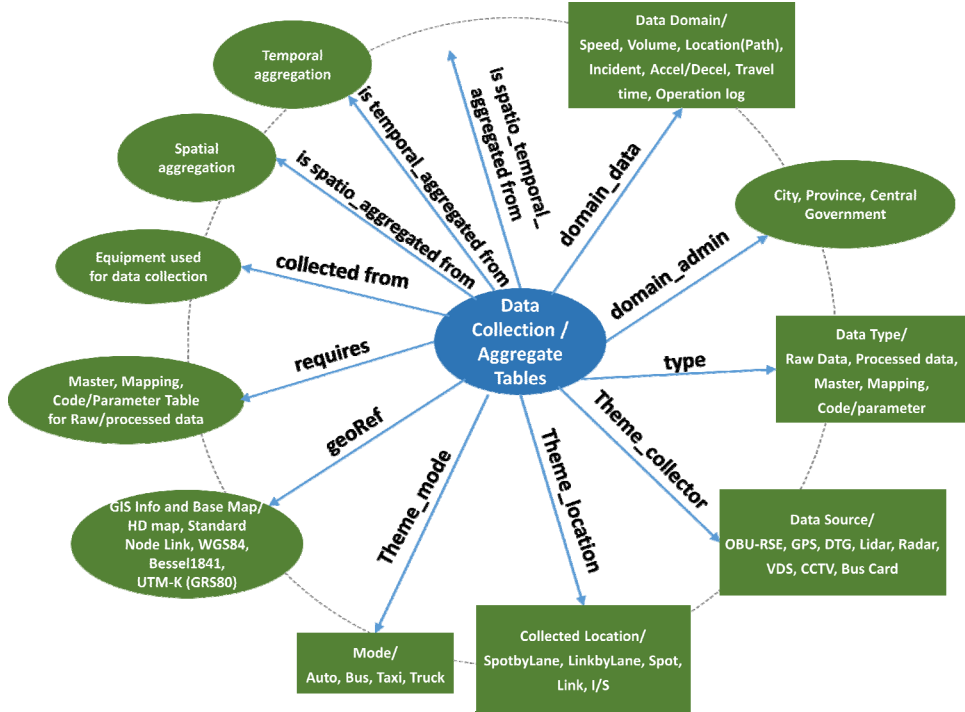 Temporal
aggregation
is temporal_aggregated from
is spatio_temporal_
aggregated from
Data Domain/
Speed, Volume, Location(Path),
Incident, Accel/Decel, Travel
time, Operation log
domain_data
Spatial
aggregation
is spatio_aggregated from
City, Province, Central
Government
domain_admin
Equipment used
for data collection
collected from
Data
Collection /
Aggregate
Tables
Data Type/
Raw Data, Processed data,
Master, Mapping,
Code/parameter
type
Master, Mapping,
Code/Parameter Table
for Raw/processed data
requires
GIS Info and Base Map/
HD map, Standard
Node Link, WGS84,
Bessel1841,
UTM-K (GRS80)
geoRef
Theme_mode
Theme_location
Theme_collector
Data Source/
OBU-RSE, GPS, DTG, Lidar, Radar,
VDS, CCTV, Bus Card
Mode/
Auto, Bus, Taxi, Truck
Collected Location/
SpotbyLane, LinkbyLane, Spot,
Link, I/S